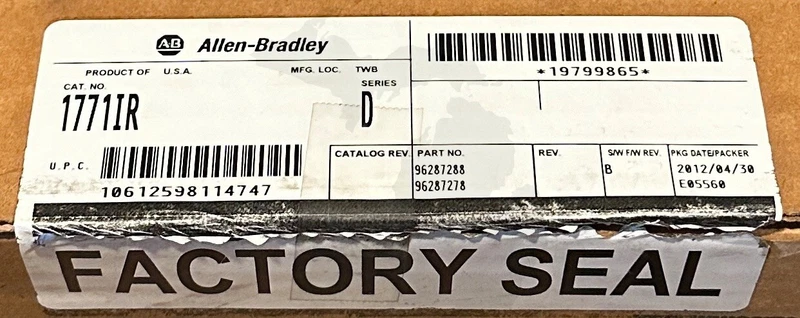 AB Allen-Bradley
PRODUCT OF U.S.A. MFG. LOC. TWB
CAT. NO. SERIES
1771IR D
*19799865*
U.P.C.
10612598114747
CATALOG REV. PART NO. REV. S/W F/W REV. PKG DATE/PACKER
96287288 B 2012/04/30
96287278 E05560
FACTORY SEAL